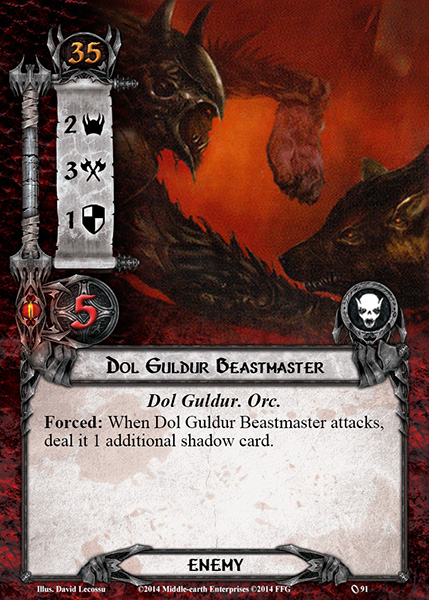 35
2
3
1
5
Dol Guldur Beastmaster
Dol Guldur. Orc.
Forced: When Dol Guldur Beastmaster attacks,
deal it 1 additional shadow card.
ENEMY
Illus. David Lecossu ©2014 Middle-earth Enterprises ©2014 FFG 91